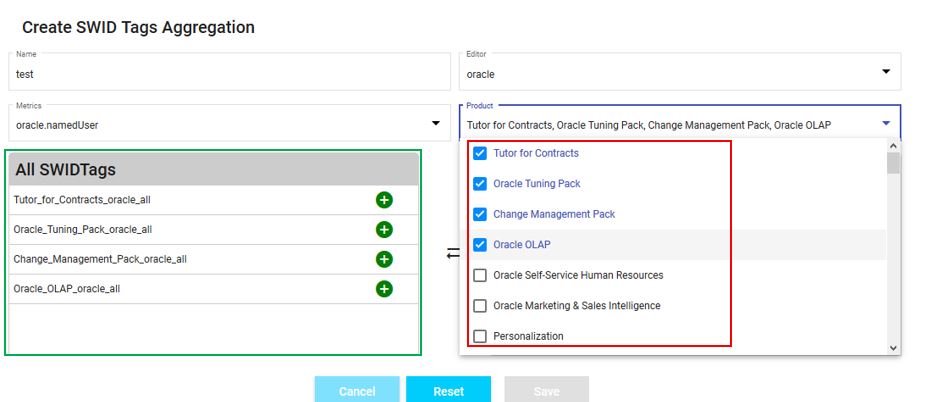 Create SWID Tags Aggregation
Name
test
Editor
oracle
Metrics
oracle.namedUser
Product
Tutor for Contracts, Oracle Tuning Pack, Change Management Pack, Oracle OLAP
All SWIDTags
Tutor_for_Contracts_oracle_all
Oracle_Tuning_Pack_oracle_all
Change_Management_Pack_oracle_all
Oracle_OLAP_oracle_all
Tutor for Contracts
Oracle Tuning Pack
Change Management Pack
Oracle OLAP
Oracle Self-Service Human Resources
Oracle Marketing & Sales Intelligence
Personalization
Cancel
Reset
Save